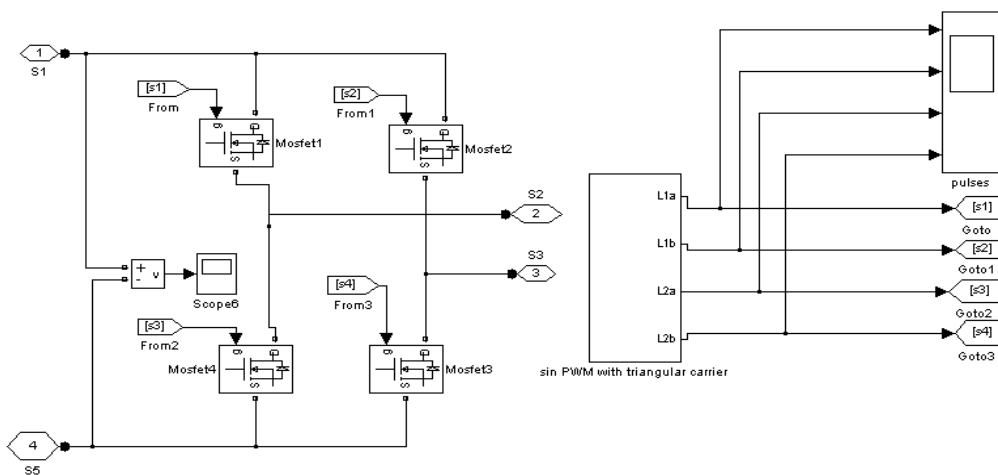 1
S1
[s1]
From
g
D
S
Mosfet1
[s2]
From1
g
D
S
Mosfet2
S2
2
S3
3
+
-
v
Scope6
[s3]
From2
g
D
S
Mosfet4
[s4]
From3
g
D
S
Mosfet3
4
S5
L1a
L1b
L2a
L2b
sin PWM with triangular carrier
pulses
[s1]
Goto
[s2]
Goto1
[s3]
Goto2
[s4]
Goto3